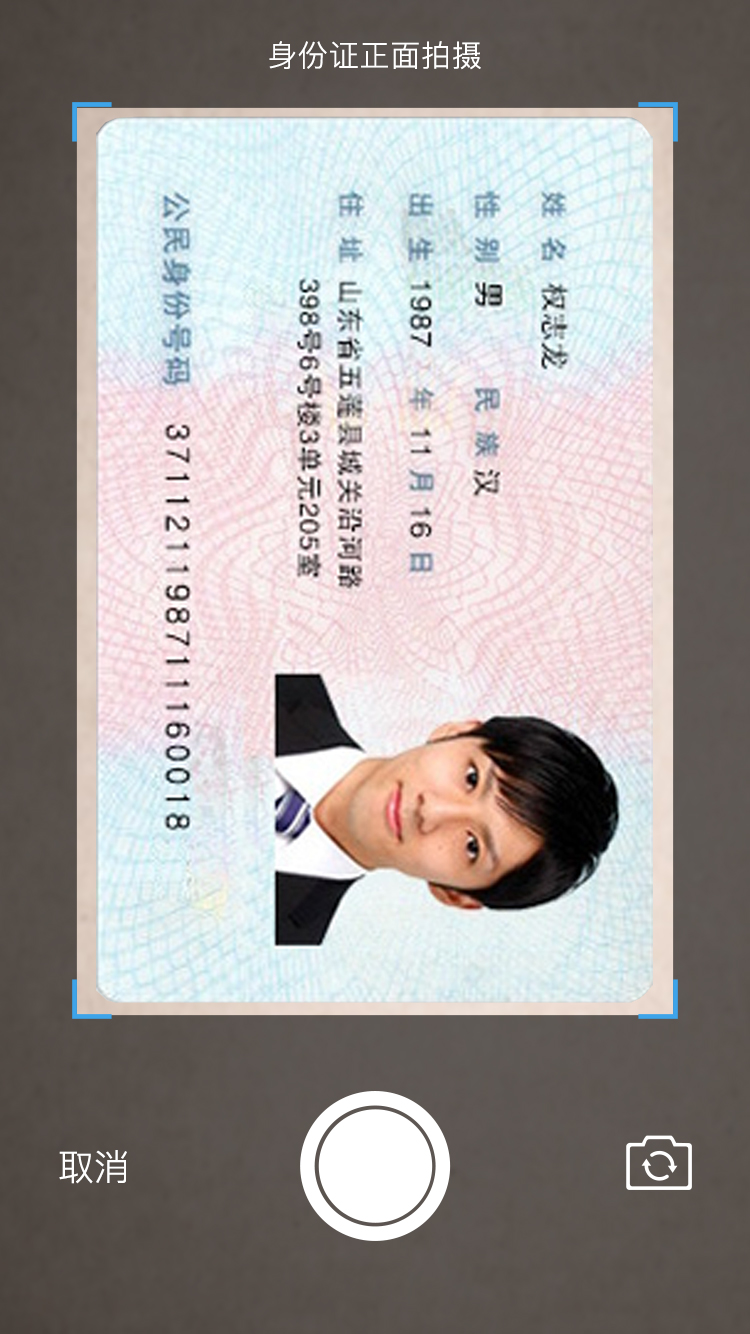 身份证正面拍摄
姓名 权志龙
性别 男 民族 汉
出生 1987 年 11 月 16 日
住址 山东省五莲县城关沿河路
398号6号楼3单元205室
公民身份号码 371121198711160018
取消